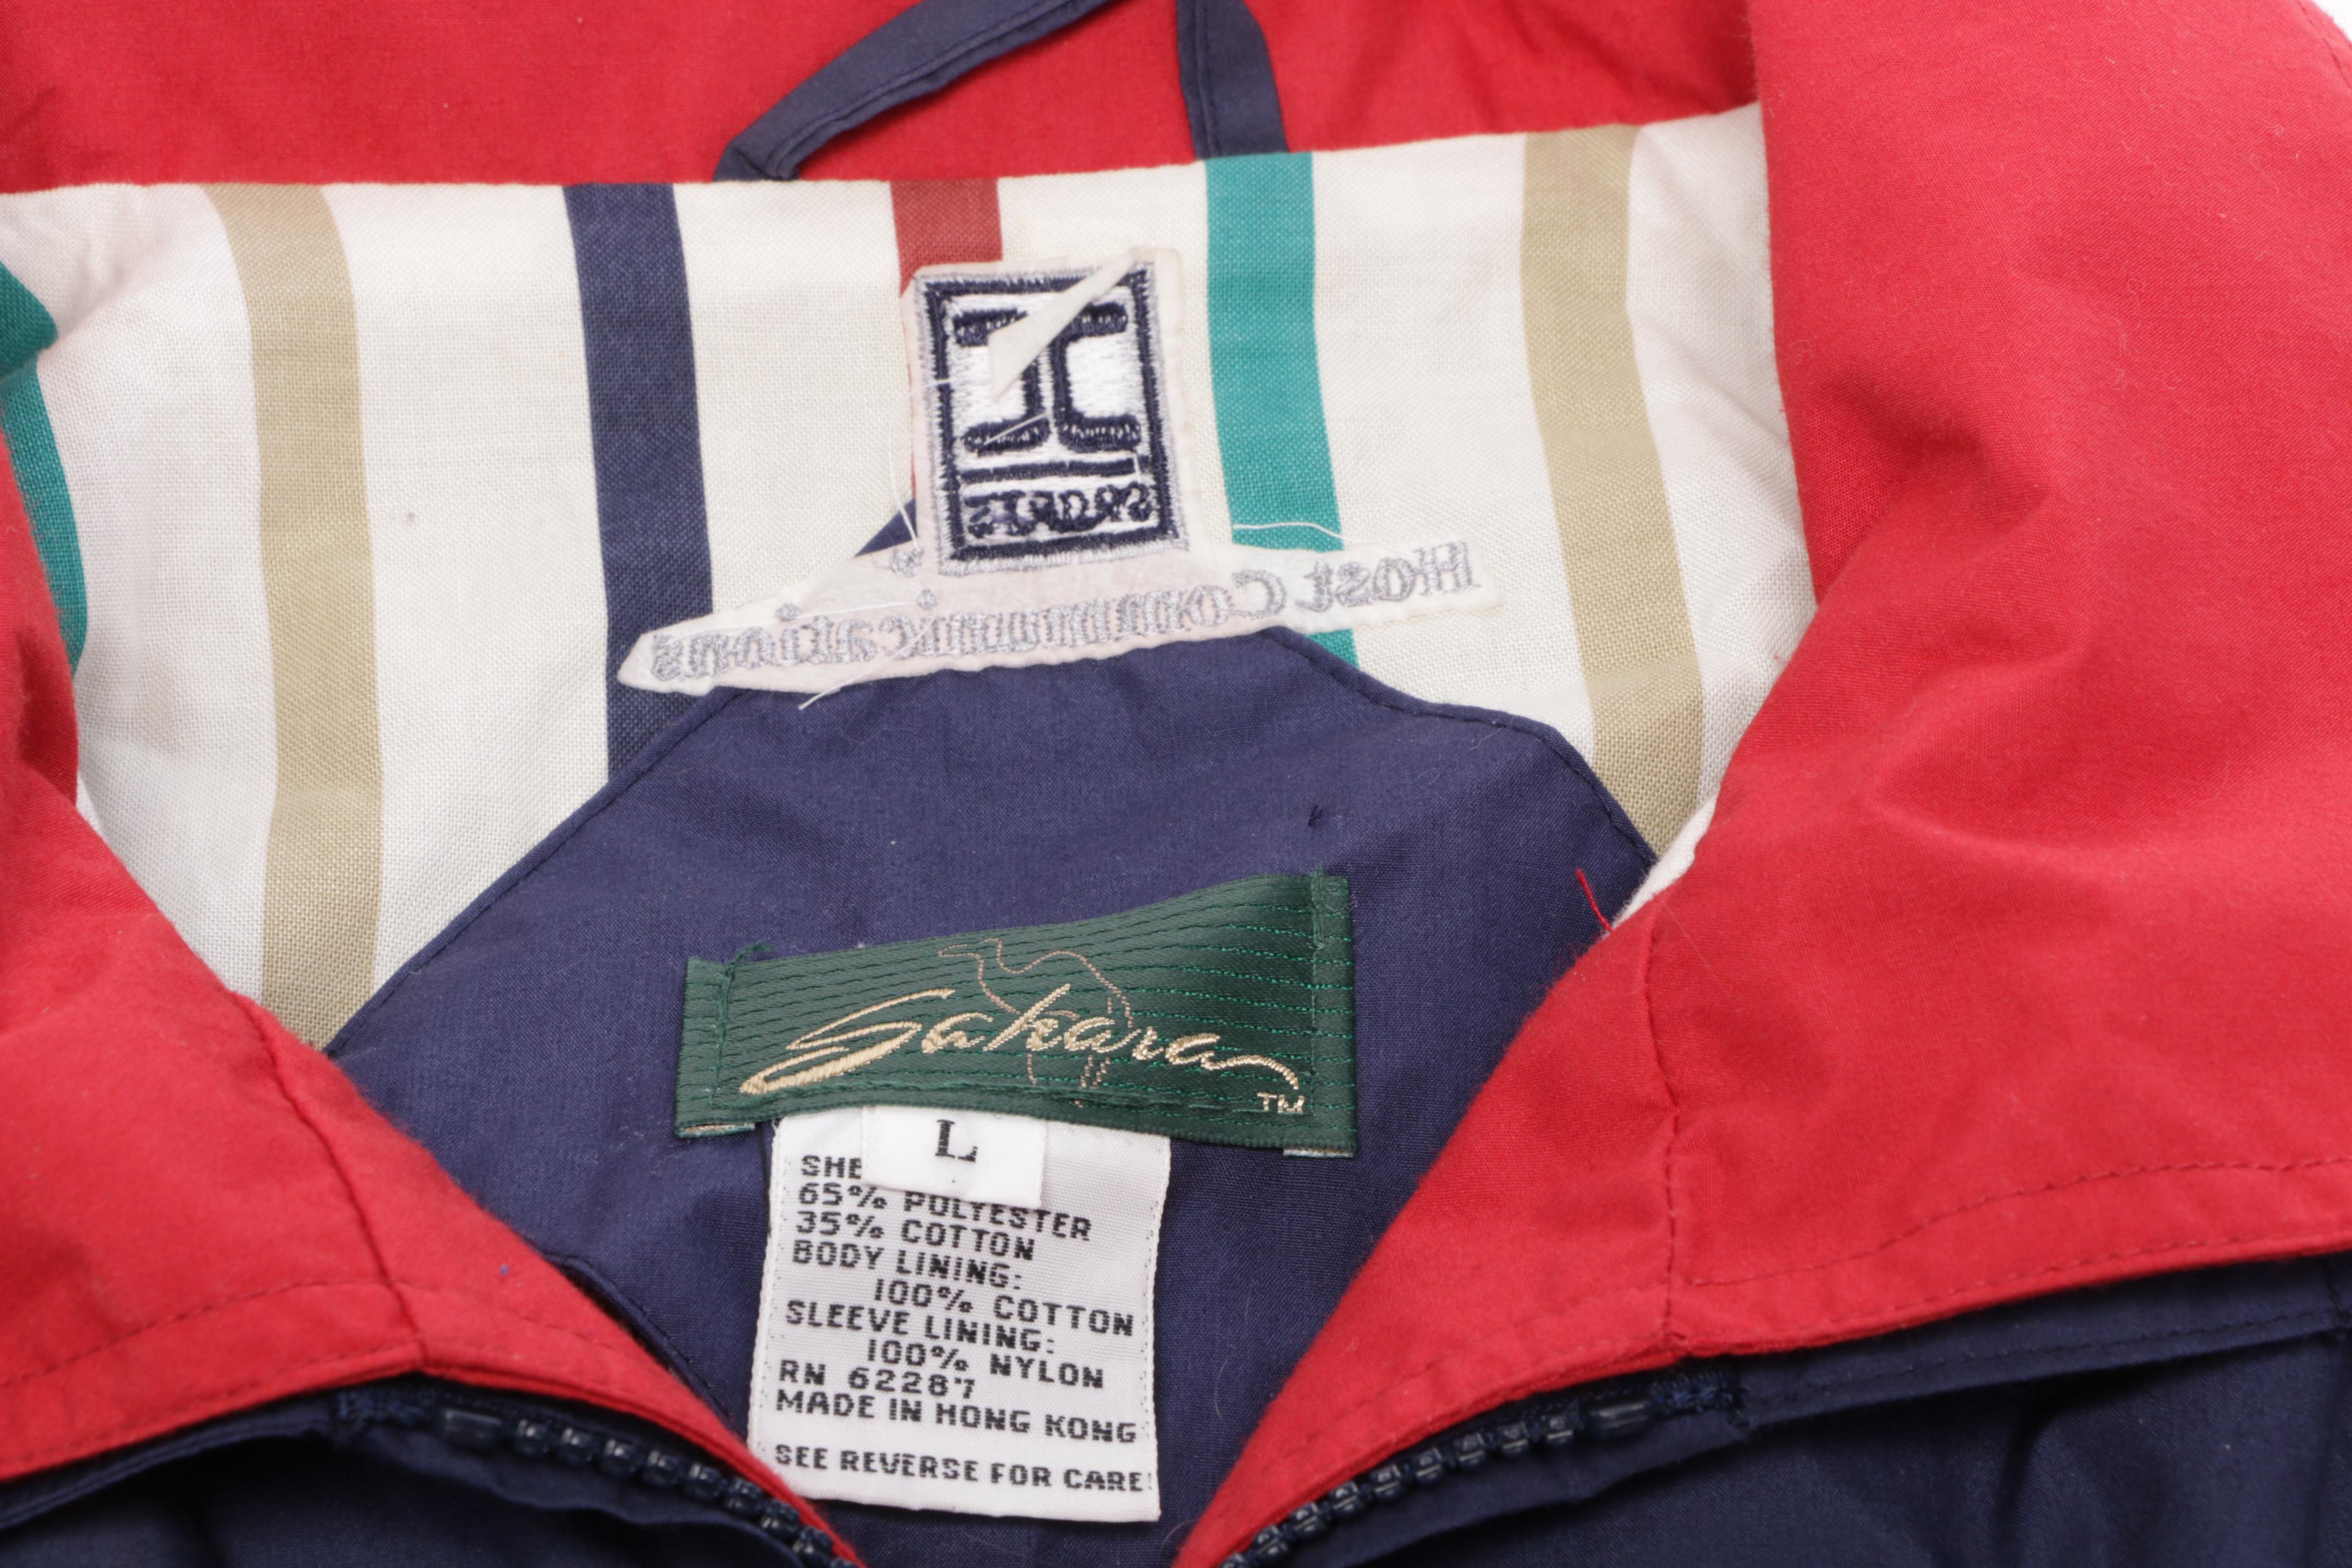 SPORTS
Host Communications
Sahara
TM
L
65% POLYESTER
35% COTTON
BODY LINING:
100% COTTON
SLEEVE LINING:
100% NYLON
RN 62287
MADE IN HONG KONG
SEE REVERSE FOR CARE